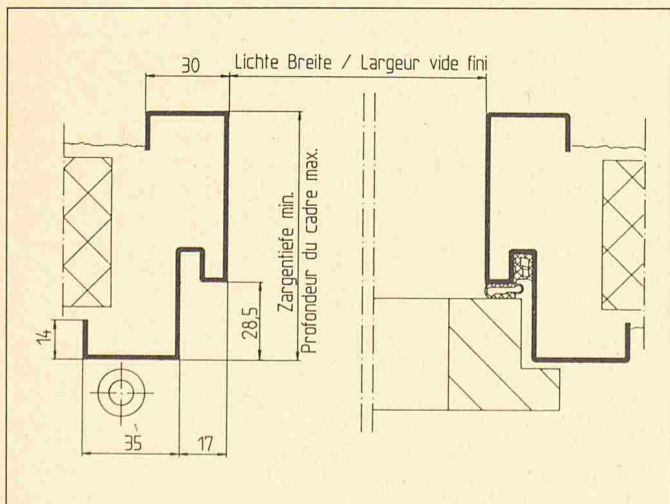 30
Lichte Breite / Largeur vide fini
Zargentiefe min.
Profondeur du cadre max.
28,5
14
35
17